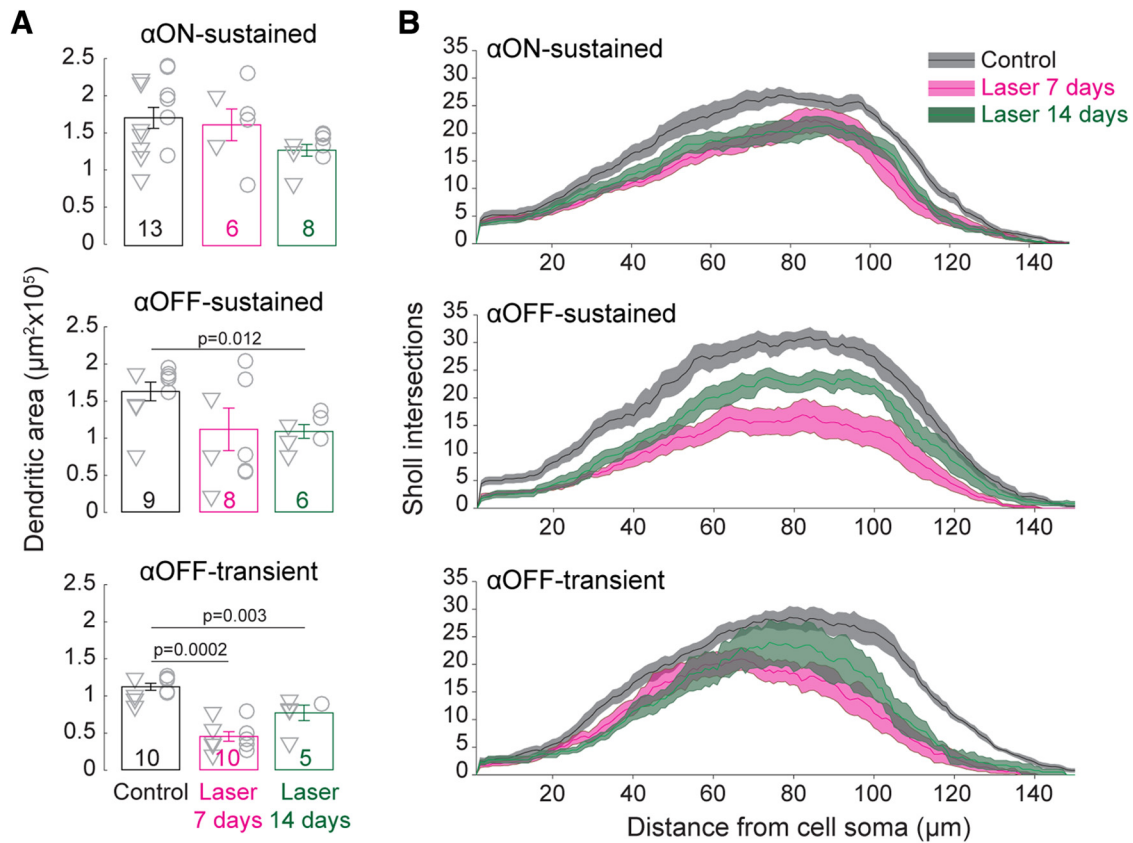 A
αON-sustained
2.5
2
1.5
1
0.5
0
13
6
8
αOFF-sustained
2.5
2
1.5
1
0.5
0
p=0.012
9
8
6
Dendritic area (µm²x10⁵)
αOFF-transient
2.5
2
1.5
1
0.5
0
p=0.003
p=0.0002
10
10
5
Control
Laser
7 days
Laser
14 days
B
αON-sustained
Control
Laser 7 days
Laser 14 days
35
30
25
20
15
10
5
0
20 40 60 80 100 120 140
αOFF-sustained
35
30
25
20
15
10
5
0
20 40 60 80 100 120 140
Sholl intersections
αOFF-transient
35
30
25
20
15
10
5
0
20 40 60 80 100 120 140
Distance from cell soma (µm)